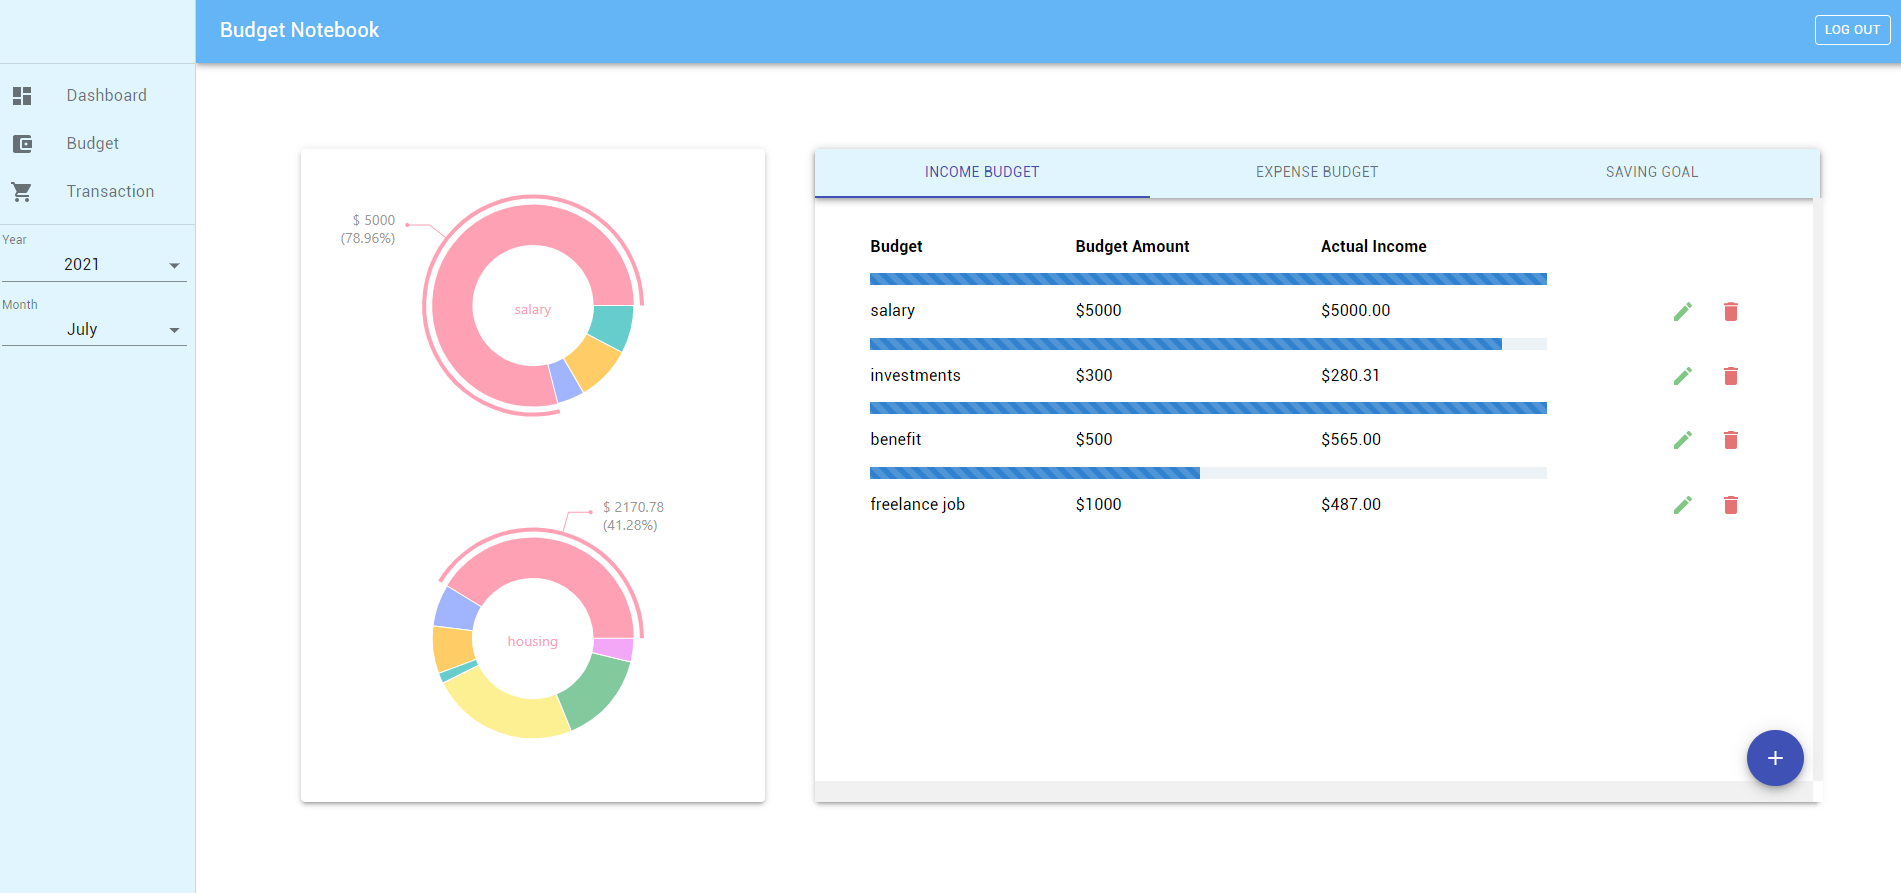 Budget Notebook
LOG OUT
Dashboard
Budget
Transaction
Year
2021
Month
July
$ 5000
(78.96%)
salary
$ 2170.78
(41.28%)
housing
INCOME BUDGET EXPENSE BUDGET SAVING GOAL
Budget Budget Amount Actual Income
salary $5000 $5000.00
investments $300 $280.31
benefit $500 $565.00
freelance job $1000 $487.00
+